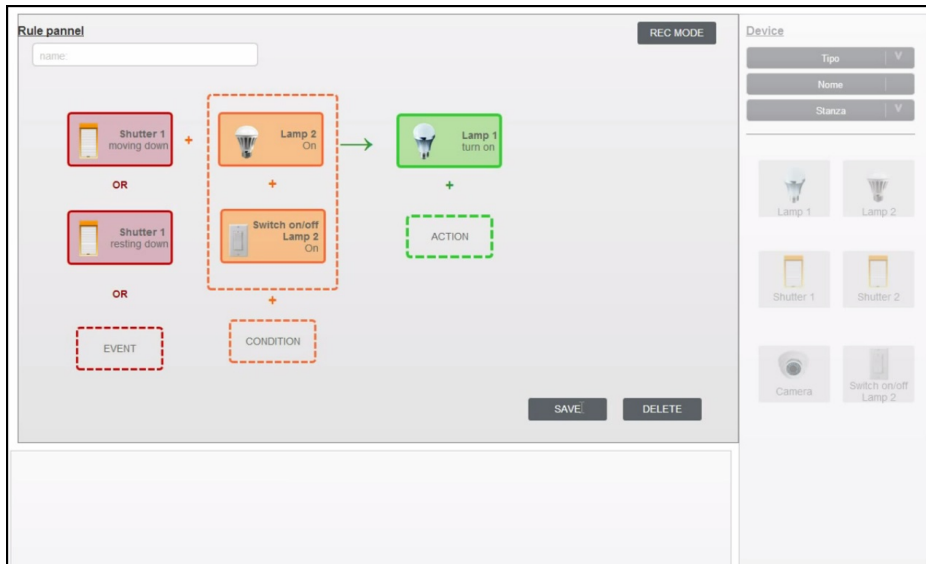 Rule pannel
REC MODE
name:
Shutter 1
moving down
+
Lamp 2
On
→
Lamp 1
turn on
OR
+
+
Shutter 1
resting down
Switch on/off
Lamp 2
On
ACTION
OR
+
EVENT
CONDITION
SAVE
DELETE
Device
Tipo V
Nome
Stanza V
Lamp 1
Lamp 2
Shutter 1
Shutter 2
Camera
Switch on/off
Lamp 2